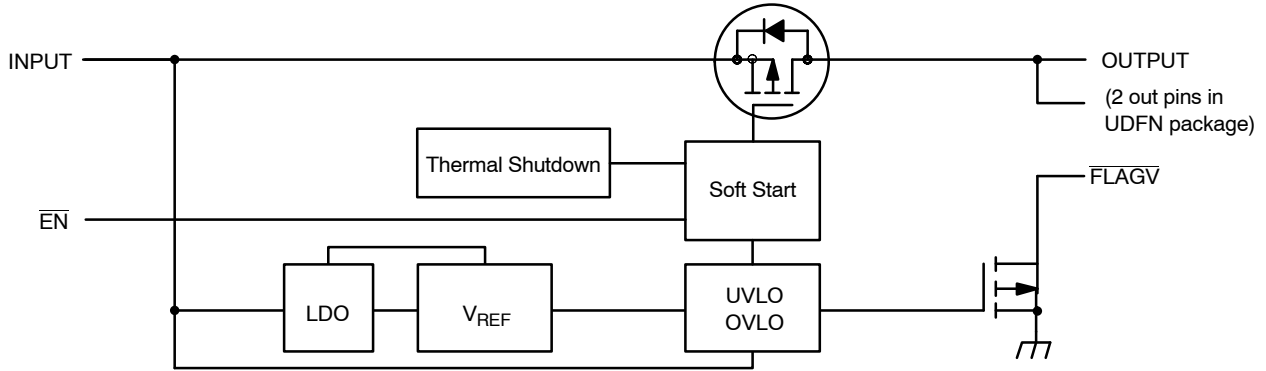 INPUT
OUTPUT
(2 out pins in
UDFN package)
Thermal Shutdown
Soft Start
FLAGV
EN
LDO
VREF
UVLO
OVLO